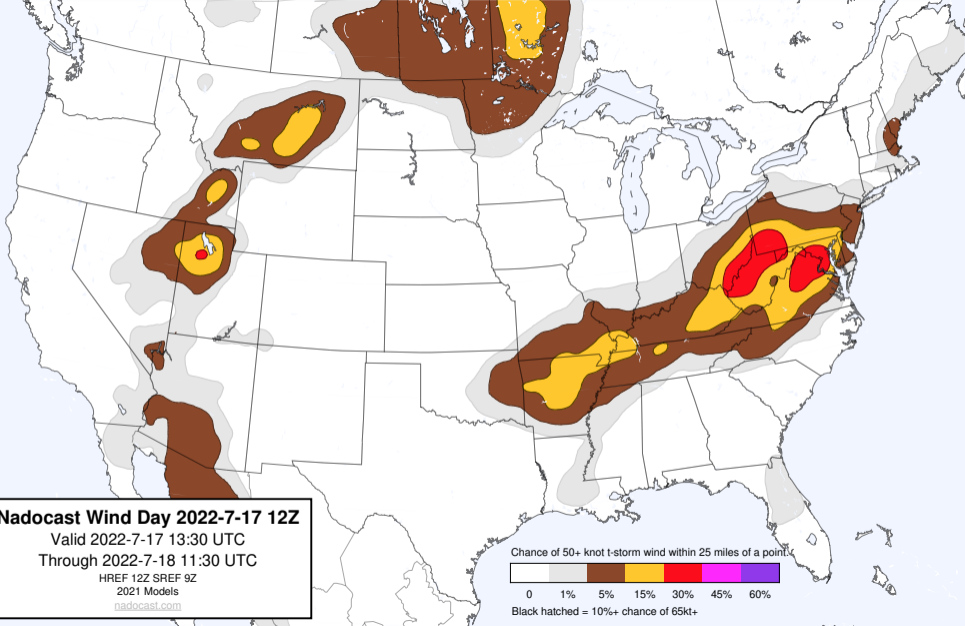 Nadocast Wind Day 2022-7-17 12Z
Valid 2022-7-17 13:30 UTC
Through 2022-7-18 11:30 UTC
HREF 12Z SREF 9Z
2021 Models
nadocast.com
Chance of 50+ knot t-storm wind within 25 miles of a point.
0 1% 5% 15% 30% 45% 60%
Black hatched = 10%+ chance of 65kt+